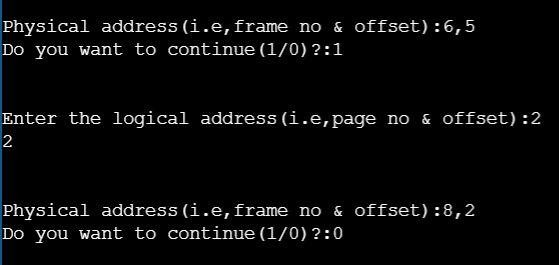 Physical address(i.e,frame no & offset):6,5
Do you want to continue(1/0)?:1
Enter the logical address(i.e,page no & offset):2
2
Physical address(i.e,frame no & offset):8,2
Do you want to continue(1/0)?:0